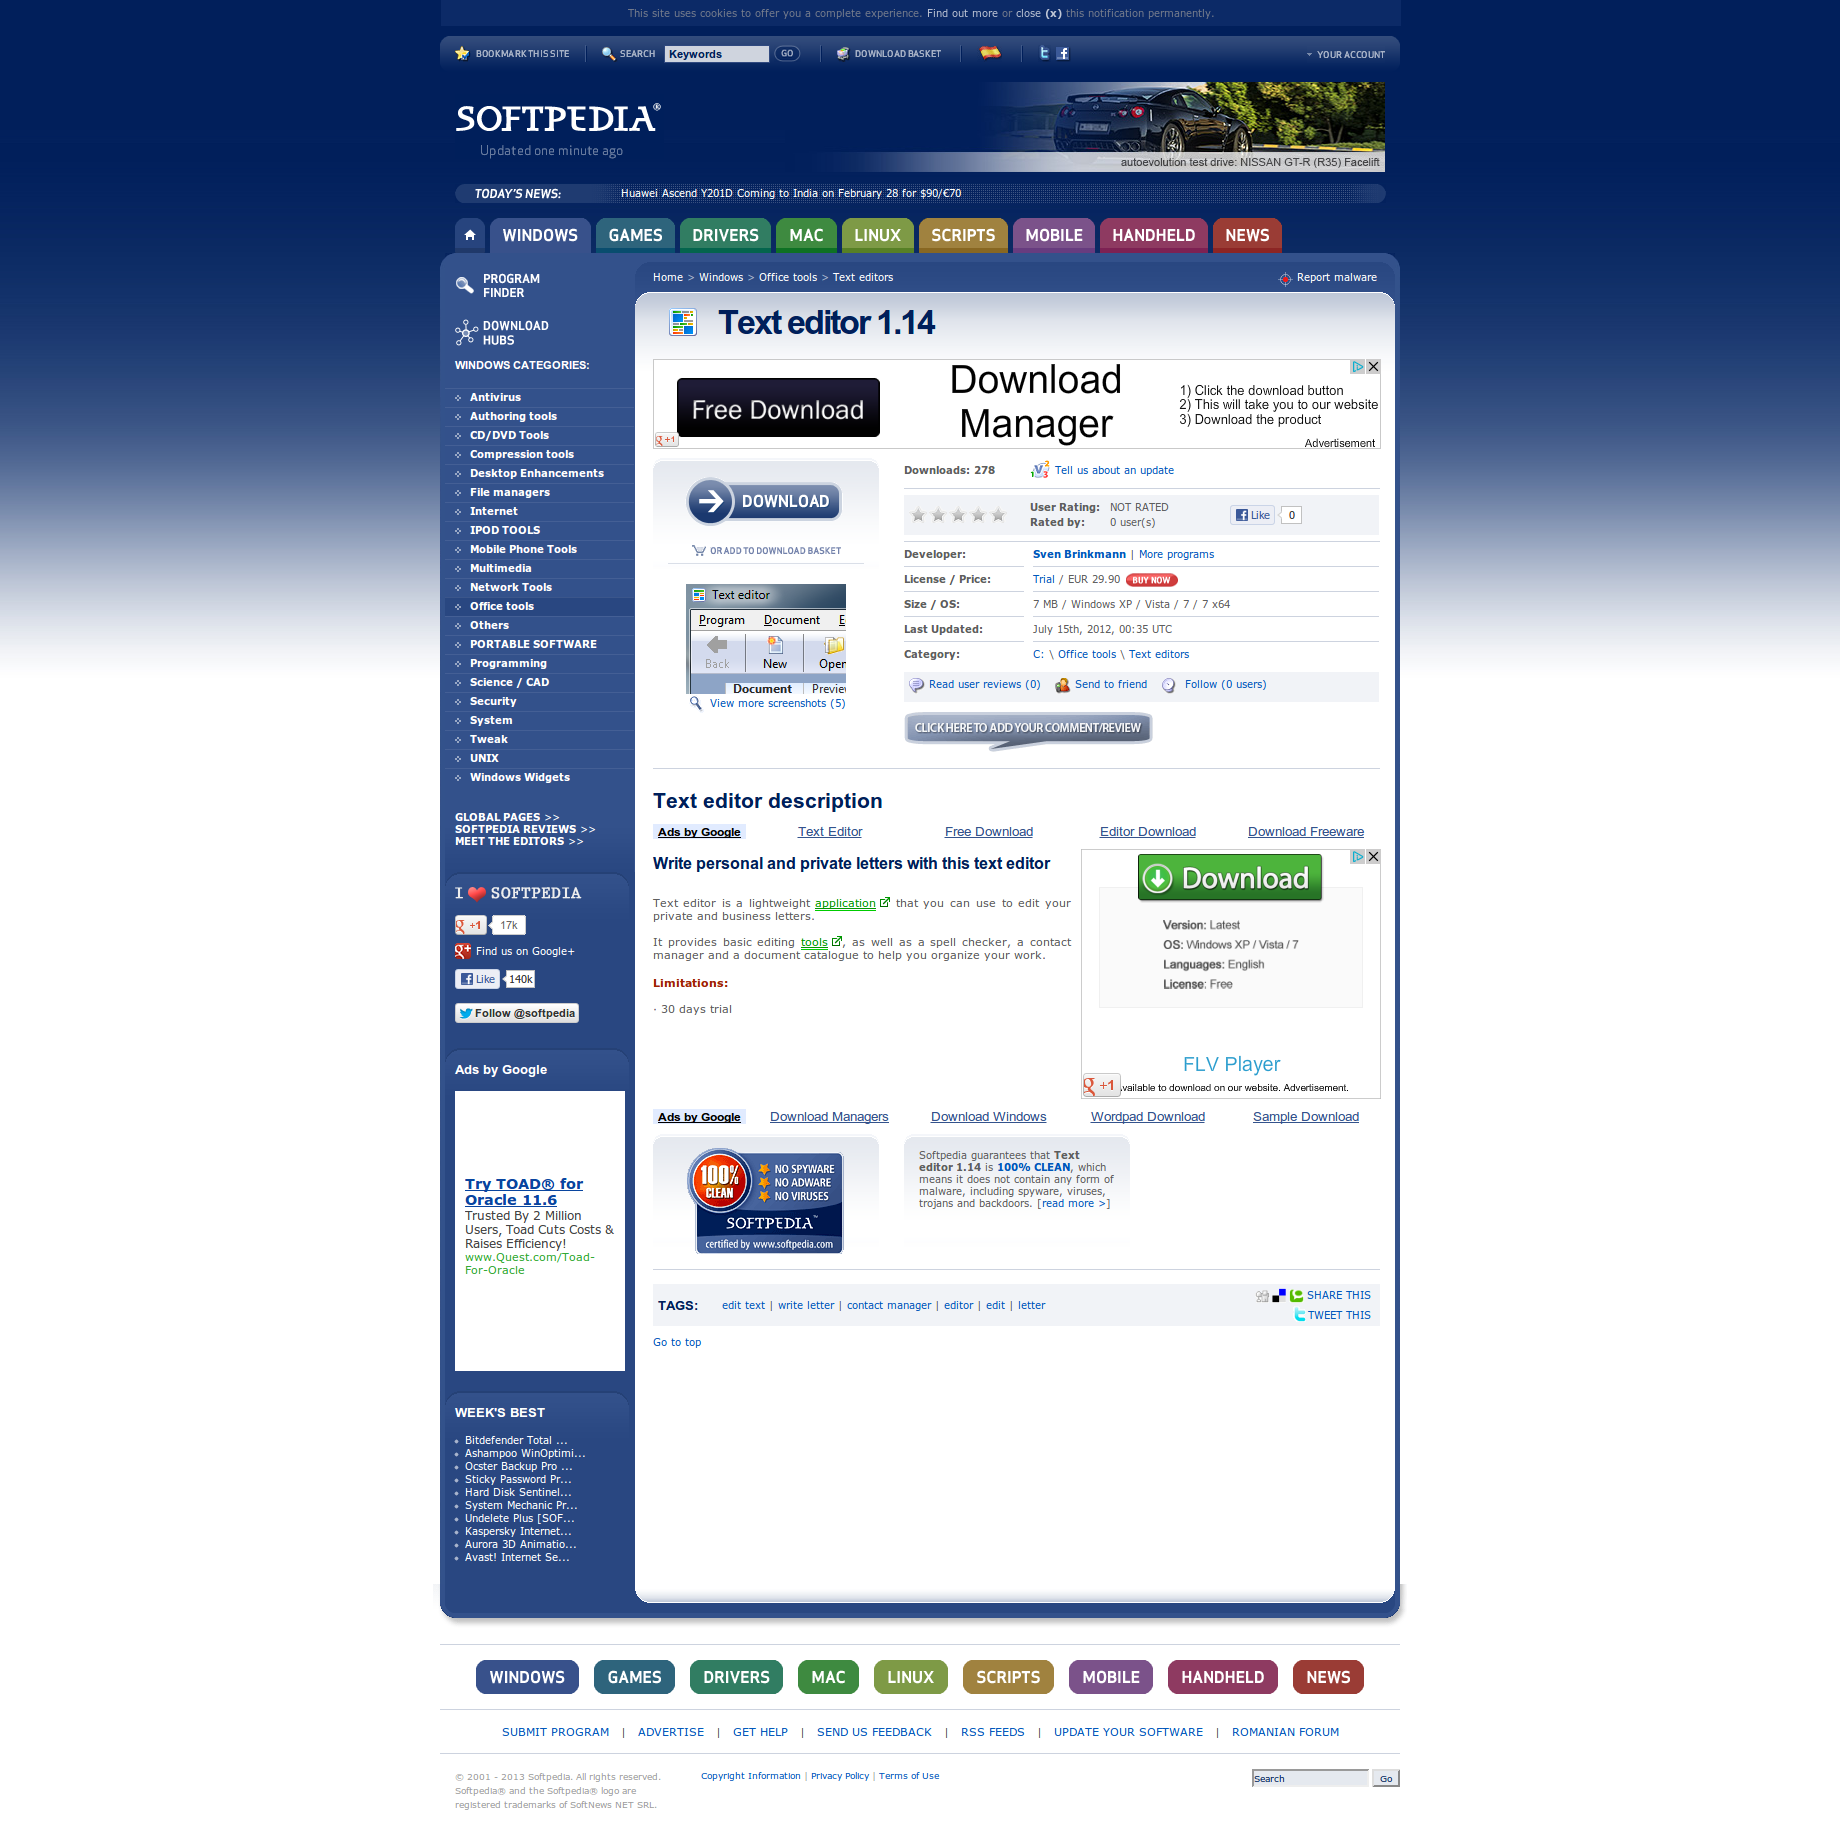 This site uses cookies to offer you a complete experience. Find out more or close (x) this notification permanently.
BOOKMARK THIS SITE
SEARCH
Keywords
GO
DOWNLOAD BASKET
YOUR ACCOUNT
SOFTPEDIA®
Updated one minute ago
autoevolution test drive: NISSAN GT-R (R35) Facelift
TODAY'S NEWS:
Huawei Ascend Y201D Coming to India on February 28 for $90/€70
WINDOWS
GAMES
DRIVERS
MAC
LINUX
SCRIPTS
MOBILE
HANDHELD
NEWS
PROGRAM
FINDER
DOWNLOAD
HUBS
WINDOWS CATEGORIES:
Antivirus
Authoring tools
CD/DVD Tools
Compression tools
Desktop Enhancements
File managers
Internet
IPOD TOOLS
Mobile Phone Tools
Multimedia
Network Tools
Office tools
Others
PORTABLE SOFTWARE
Programming
Science / CAD
Security
System
Tweak
UNIX
Windows Widgets
GLOBAL PAGES >>
SOFTPEDIA REVIEWS >>
MEET THE EDITORS >>
I SOFTPEDIA
g +1
17k
Find us on Google+
Like
140k
Follow @softpedia
Ads by Google
Try TOAD® for
Oracle 11.6
Trusted By 2 Million
Users, Toad Cuts Costs &
Raises Efficiency!
www.Quest.com/Toad-
For-Oracle
WEEK'S BEST
Bitdefender Total ...
Ashampoo WinOptimi...
Ocster Backup Pro ...
Sticky Password Pr...
Hard Disk Sentinel...
System Mechanic Pr...
Undelete Plus [SOF...
Kaspersky Internet...
Aurora 3D Animatio...
Avast! Internet Se...
Home > Windows > Office tools > Text editors
Report malware
Text editor 1.14
Free Download
Download
Manager
1) Click the download button
2) This will take you to our website
3) Download the product
Advertisement
g +1
DOWNLOAD
OR ADD TO DOWNLOAD BASKET
Text editor
Program Document E
Back New Open
Document Previe
View more screenshots (5)
Downloads: 278
Tell us about an update
User Rating: NOT RATED
Rated by: 0 user(s)
Like
0
Developer: Sven Brinkmann | More programs
License / Price: Trial / EUR 29.90 BUY NOW
Size / OS: 7 MB / Windows XP / Vista / 7 / 7 x64
Last Updated: July 15th, 2012, 00:35 UTC
Category: C: \ Office tools \ Text editors
Read user reviews (0)
Send to friend
Follow (0 users)
CLICK HERE TO ADD YOUR COMMENT/REVIEW
Text editor description
Ads by Google
Text Editor
Free Download
Editor Download
Download Freeware
Write personal and private letters with this text editor
Text editor is a lightweight application that you can use to edit your
private and business letters.
It provides basic editing tools, as well as a spell checker, a contact
manager and a document catalogue to help you organize your work.
Limitations:
· 30 days trial
Download
Version: Latest
OS: Windows XP / Vista / 7
Languages: English
License: Free
FLV Player
g +1
vailable to download on our website. Advertisement.
Ads by Google
Download Managers
Download Windows
Wordpad Download
Sample Download
100%
CLEAN
NO SPYWARE
NO ADWARE
NO VIRUSES
SOFTPEDIA™
certified by www.softpedia.com
Softpedia guarantees that Text
editor 1.14 is 100% CLEAN, which
means it does not contain any form of
malware, including spyware, viruses,
trojans and backdoors. [read more >]
TAGS:
edit text | write letter | contact manager | editor | edit | letter
SHARE THIS
TWEET THIS
Go to top
WINDOWS
GAMES
DRIVERS
MAC
LINUX
SCRIPTS
MOBILE
HANDHELD
NEWS
SUBMIT PROGRAM | ADVERTISE | GET HELP | SEND US FEEDBACK | RSS FEEDS | UPDATE YOUR SOFTWARE | ROMANIAN FORUM
© 2001 - 2013 Softpedia. All rights reserved.
Softpedia® and the Softpedia® logo are
registered trademarks of SoftNews NET SRL.
Copyright Information | Privacy Policy | Terms of Use
Search
Go